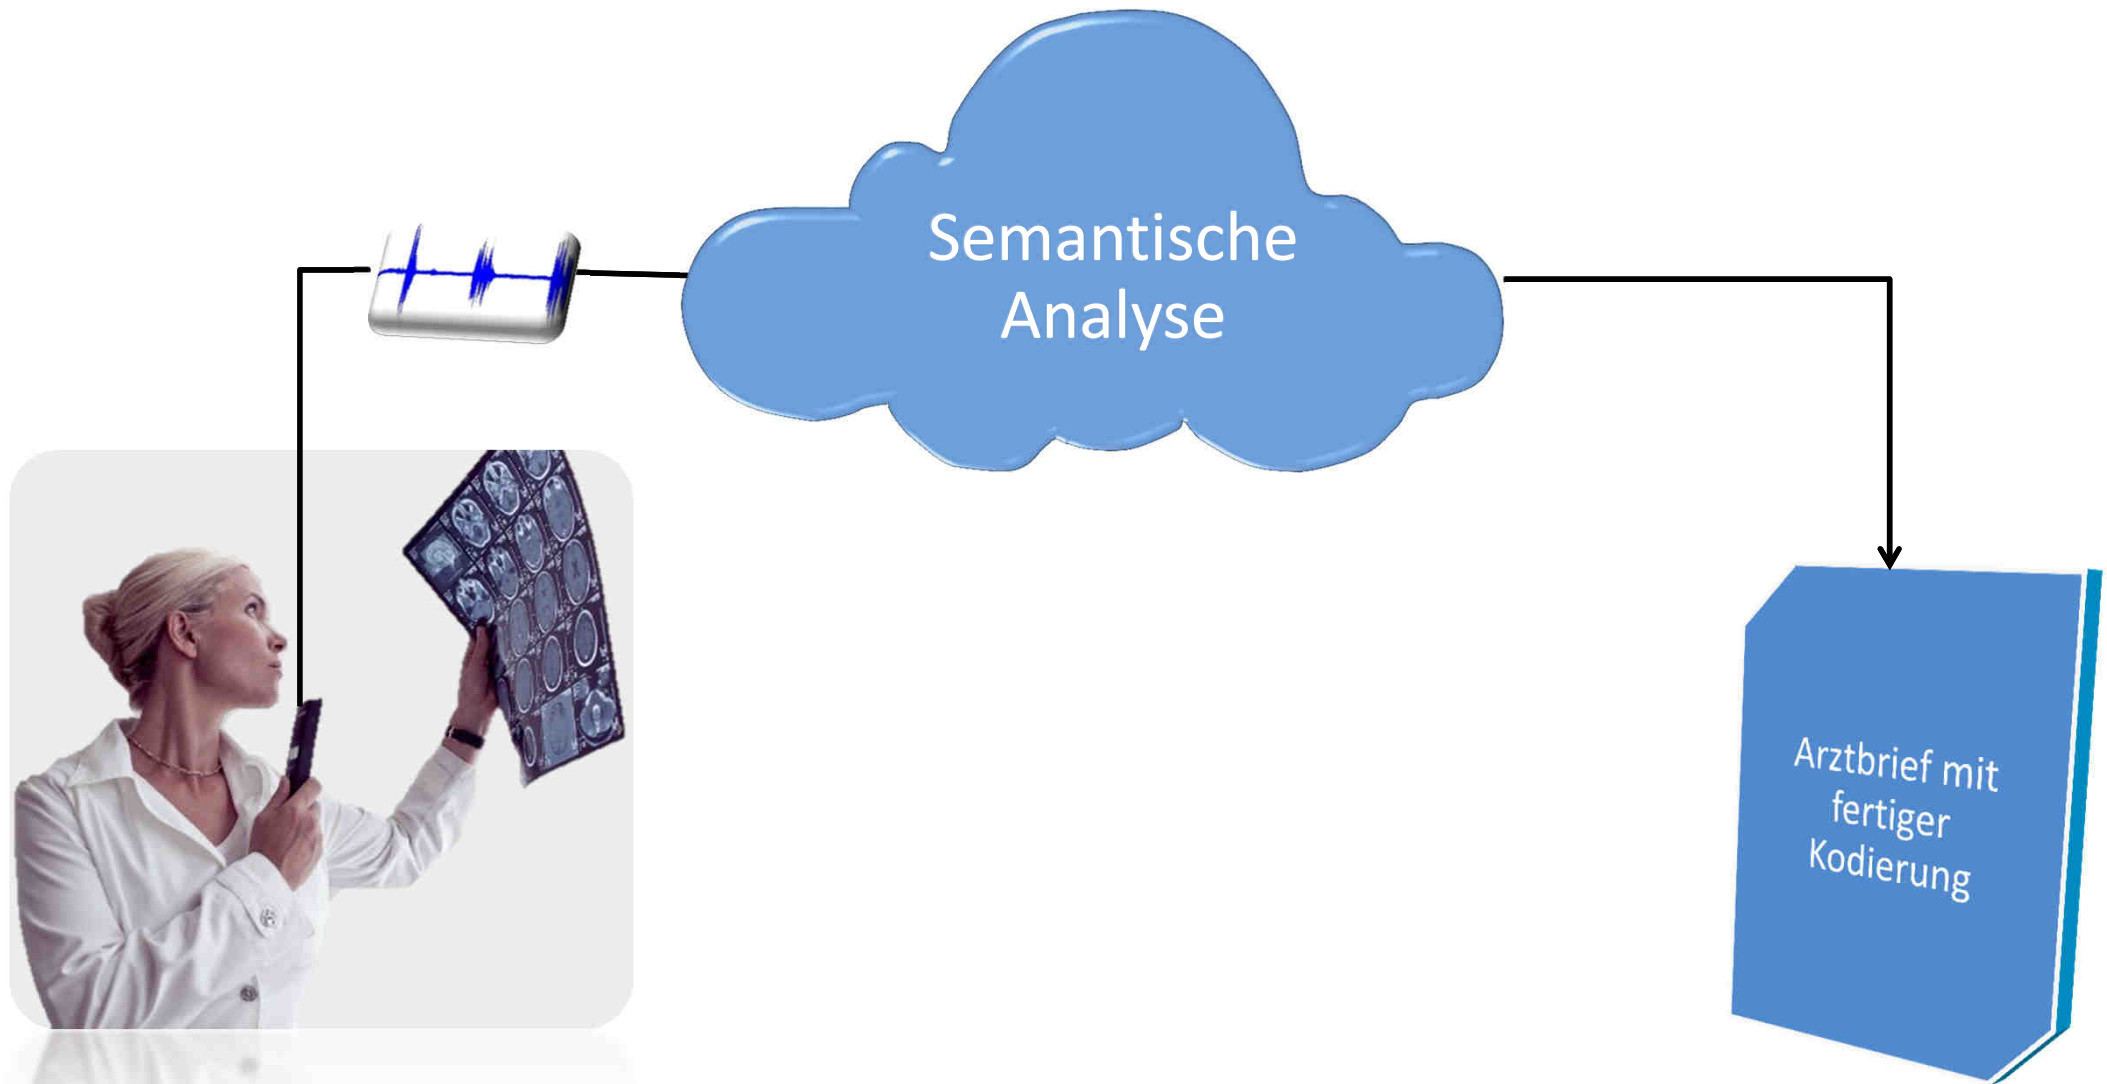 Semantische
Analyse
Arztbrief mit
fertiger
Kodierung